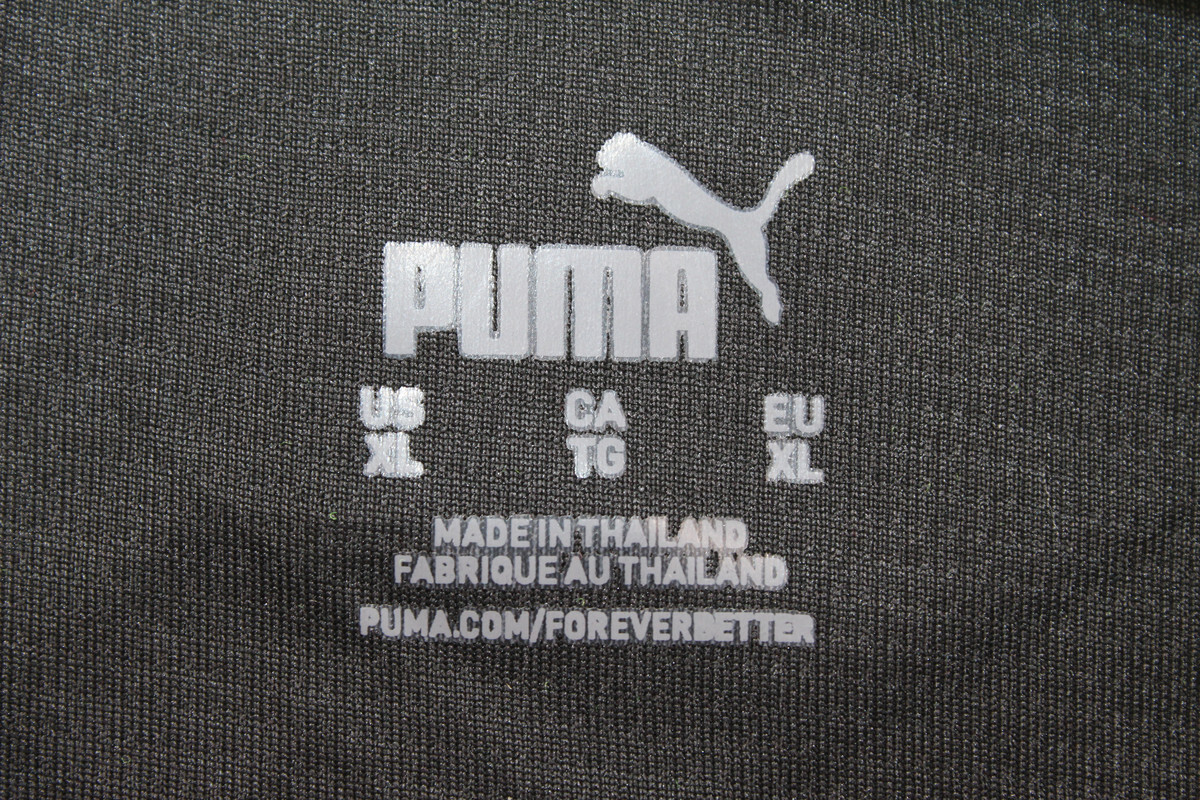 PUMA
US CA EU
XL TG XL
MADE IN THAILAND
FABRIQUE AU THAILAND
PUMA.COM/FOREVERBETTER